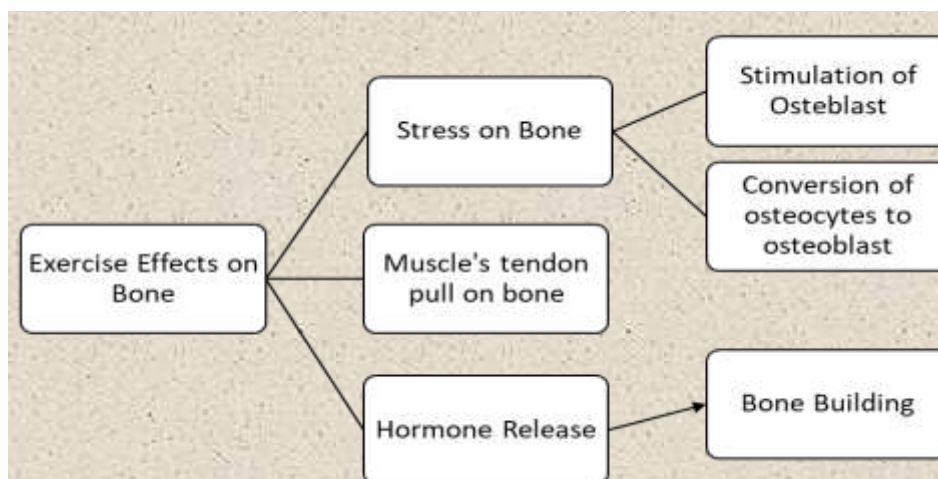 Exercise Effects on
Bone
Stress on Bone
Muscle's tendon
pull on bone
Hormone Release
Stimulation of
Osteblast
Conversion of
osteocytes to
osteoblast
Bone Building